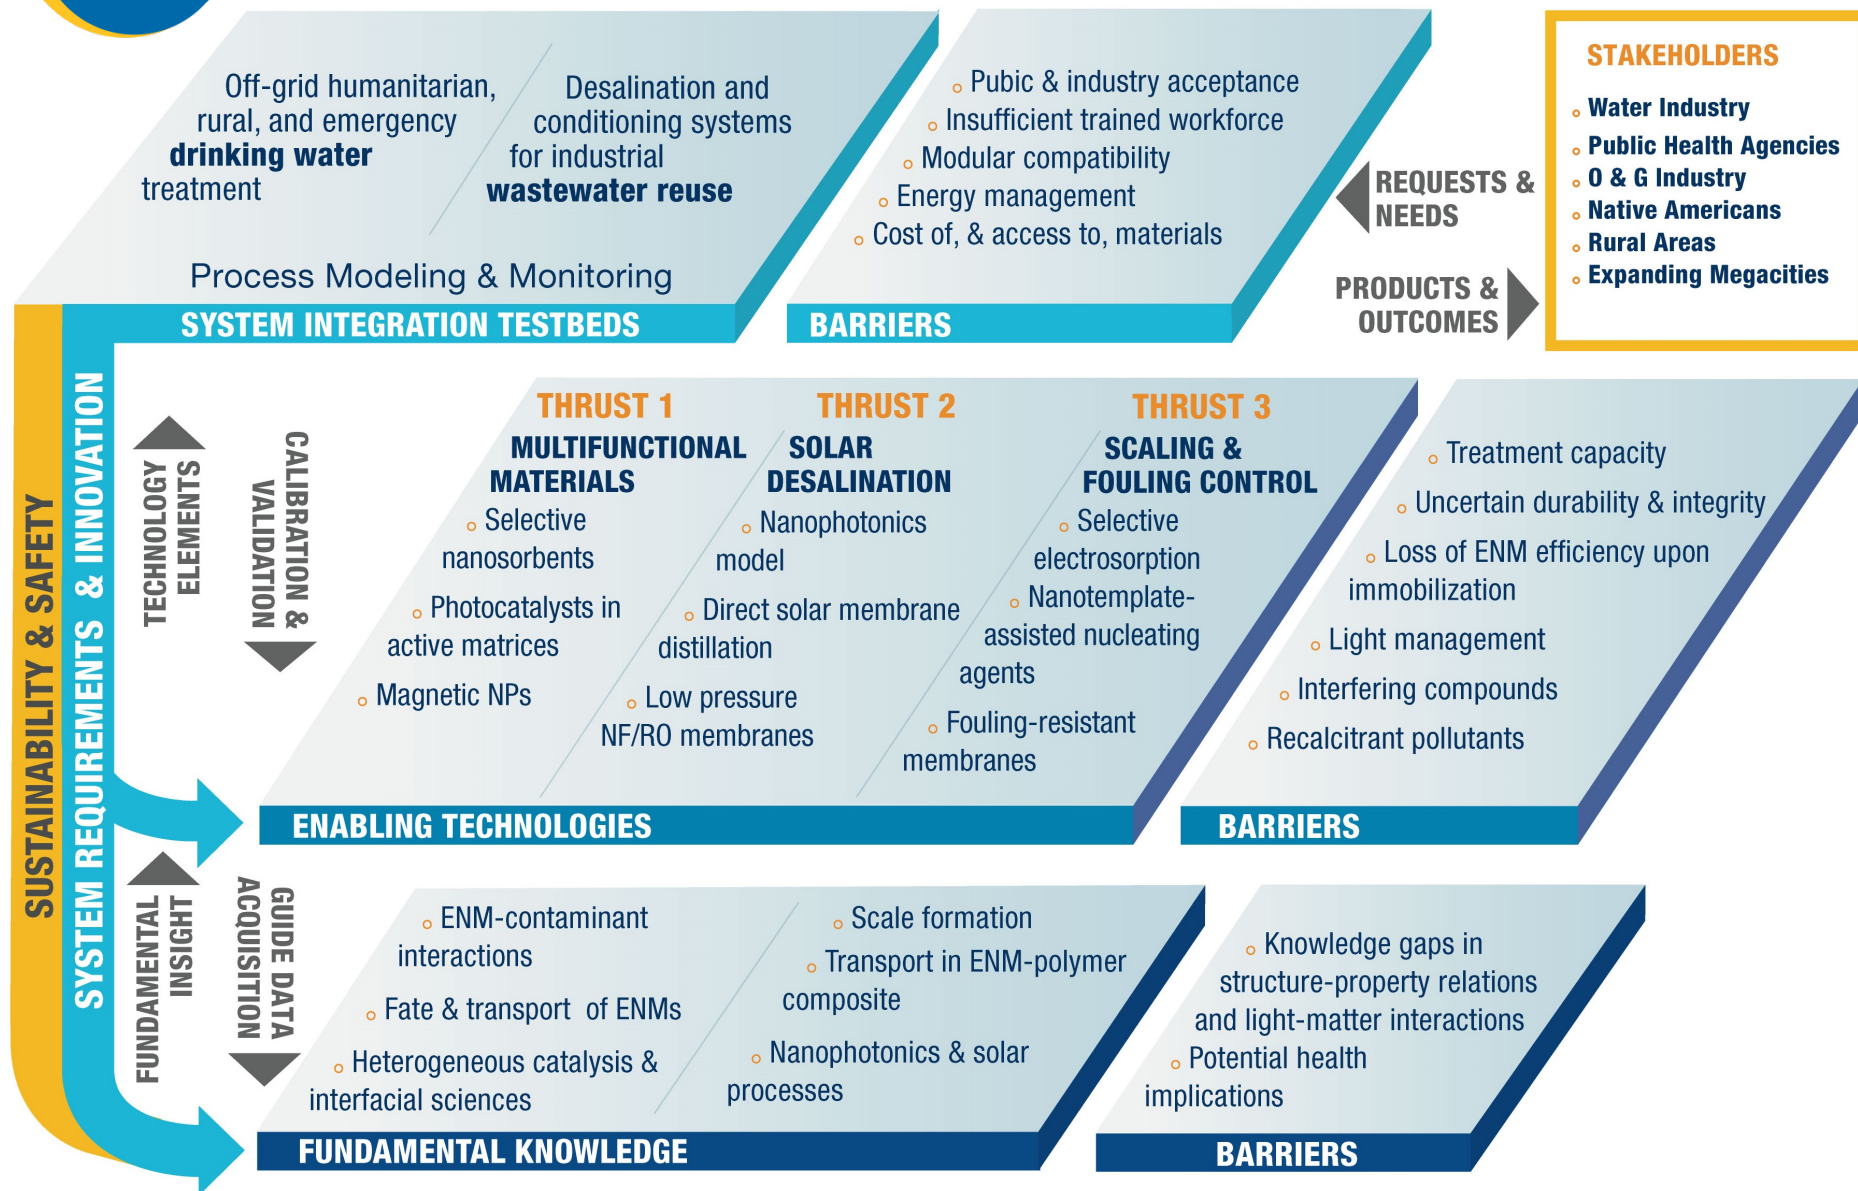 Off-grid humanitarian,
rural, and emergency
drinking water
treatment
Desalination and
conditioning systems
for industrial
wastewater reuse
Process Modeling & Monitoring
SYSTEM INTEGRATION TESTBEDS
Pubic & industry acceptance
Insufficient trained workforce
Modular compatibility
Energy management
Cost of, & access to, materials
BARRIERS
REQUESTS &
NEEDS
PRODUCTS &
OUTCOMES
STAKEHOLDERS
Water Industry
Public Health Agencies
O & G Industry
Native Americans
Rural Areas
Expanding Megacities
SUSTAINABILITY & SAFETY
SYSTEM REQUIREMENTS & INNOVATION
TECHNOLOGY
ELEMENTS
CALIBRATION &
VALIDATION
THRUST 1
MULTIFUNCTIONAL
MATERIALS
Selective
nanosorbents
Photocatalysts in
active matrices
Magnetic NPs
THRUST 2
SOLAR
DESALINATION
Nanophotonics
model
Direct solar membrane
distillation
Low pressure
NF/RO membranes
THRUST 3
SCALING &
FOULING CONTROL
Selective
electrosorption
Nanotemplate-
assisted nucleating
agents
Fouling-resistant
membranes
ENABLING TECHNOLOGIES
Treatment capacity
Uncertain durability & integrity
Loss of ENM efficiency upon
immobilization
Light management
Interfering compounds
Recalcitrant pollutants
BARRIERS
FUNDAMENTAL
INSIGHT
GUIDE DATA
ACQUISITION
ENM-contaminant
interactions
Fate & transport of ENMs
Heterogeneous catalysis &
interfacial sciences
Scale formation
Transport in ENM-polymer
composite
Nanophotonics & solar
processes
FUNDAMENTAL KNOWLEDGE
Knowledge gaps in
structure-property relations
and light-matter interactions
Potential health
implications
BARRIERS